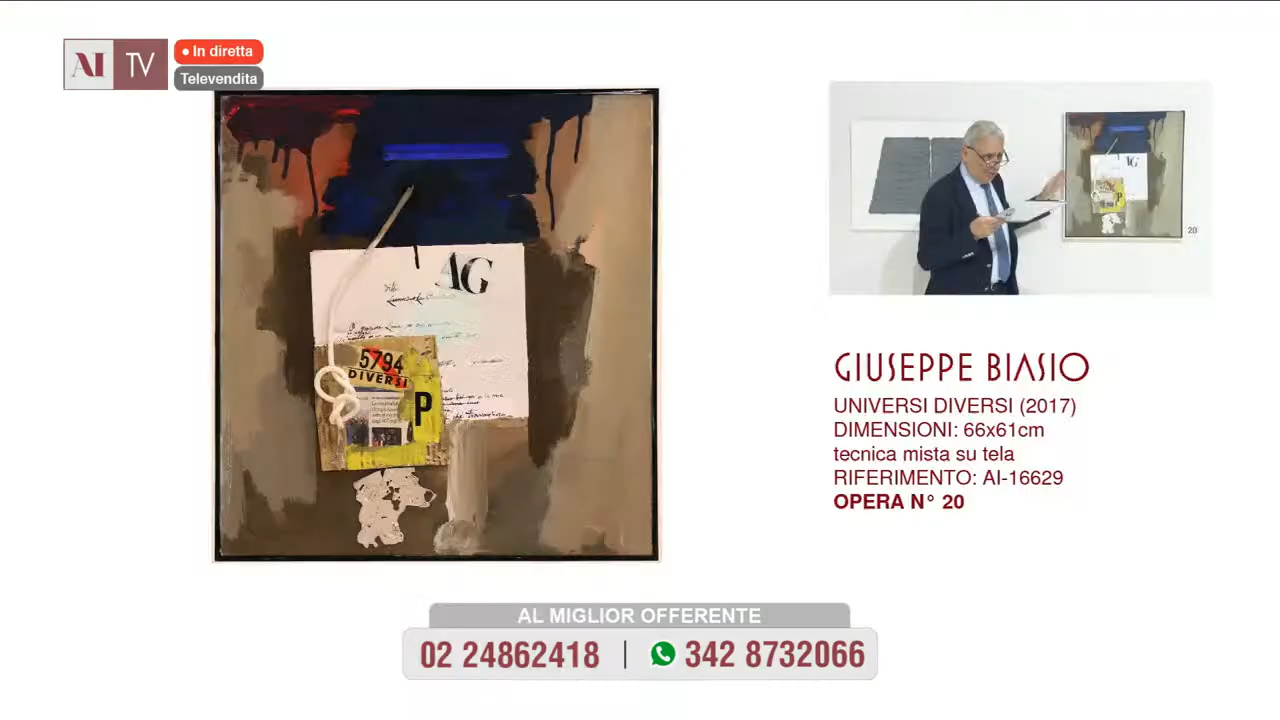 AI TV
• In diretta
Televendita
AG
5794
DIVERSI
P
20
GIUSEPPE BIASIO
UNIVERSI DIVERSI (2017)
DIMENSIONI: 66x61cm
tecnica mista su tela
RIFERIMENTO: AI-16629
OPERA N° 20
AL MIGLIOR OFFERENTE
02 24862418 | 342 8732066